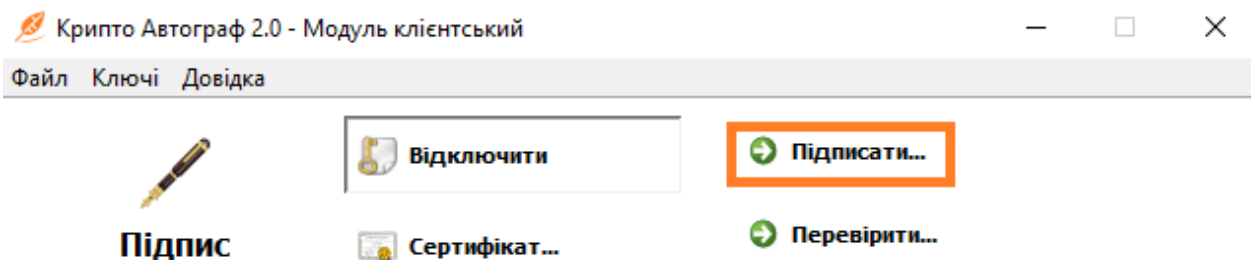 Крипто Автограф 2.0 - Модуль клієнтський
Файл Ключі Довідка
Відключити
Підписати...
Підпис
Сертифікат...
Перевірити...